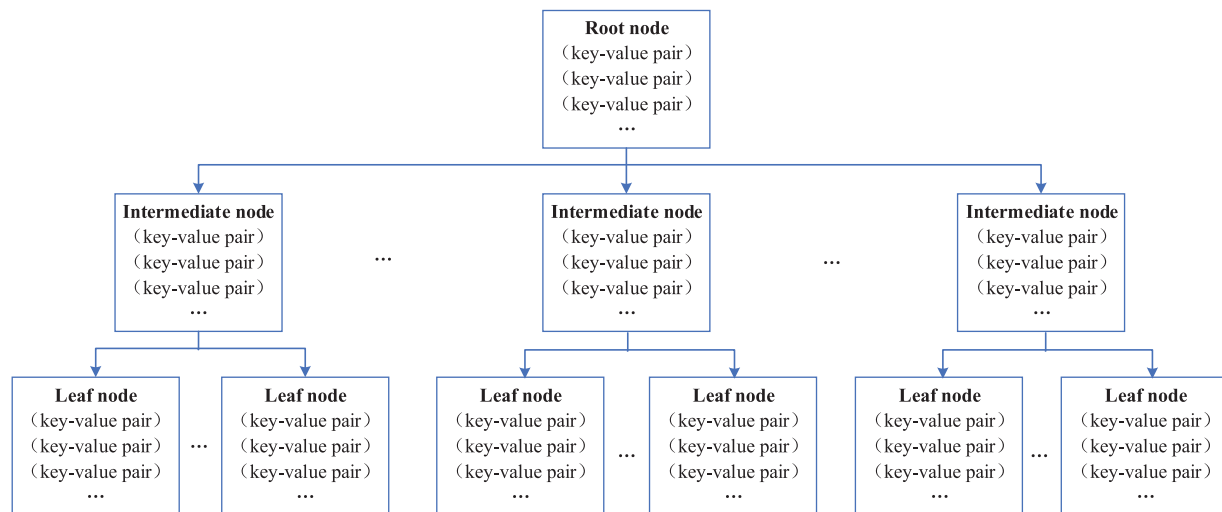 Root node
（key-value pair）
（key-value pair）
（key-value pair）
...
Intermediate node
（key-value pair）
（key-value pair）
（key-value pair）
...
...
Intermediate node
（key-value pair）
（key-value pair）
（key-value pair）
...
...
Intermediate node
（key-value pair）
（key-value pair）
（key-value pair）
...
Leaf node
（key-value pair）
（key-value pair）
（key-value pair）
...
...
Leaf node
（key-value pair）
（key-value pair）
（key-value pair）
...
Leaf node
（key-value pair）
（key-value pair）
（key-value pair）
...
...
Leaf node
（key-value pair）
（key-value pair）
（key-value pair）
...
Leaf node
（key-value pair）
（key-value pair）
（key-value pair）
...
...
Leaf node
（key-value pair）
（key-value pair）
（key-value pair）
...